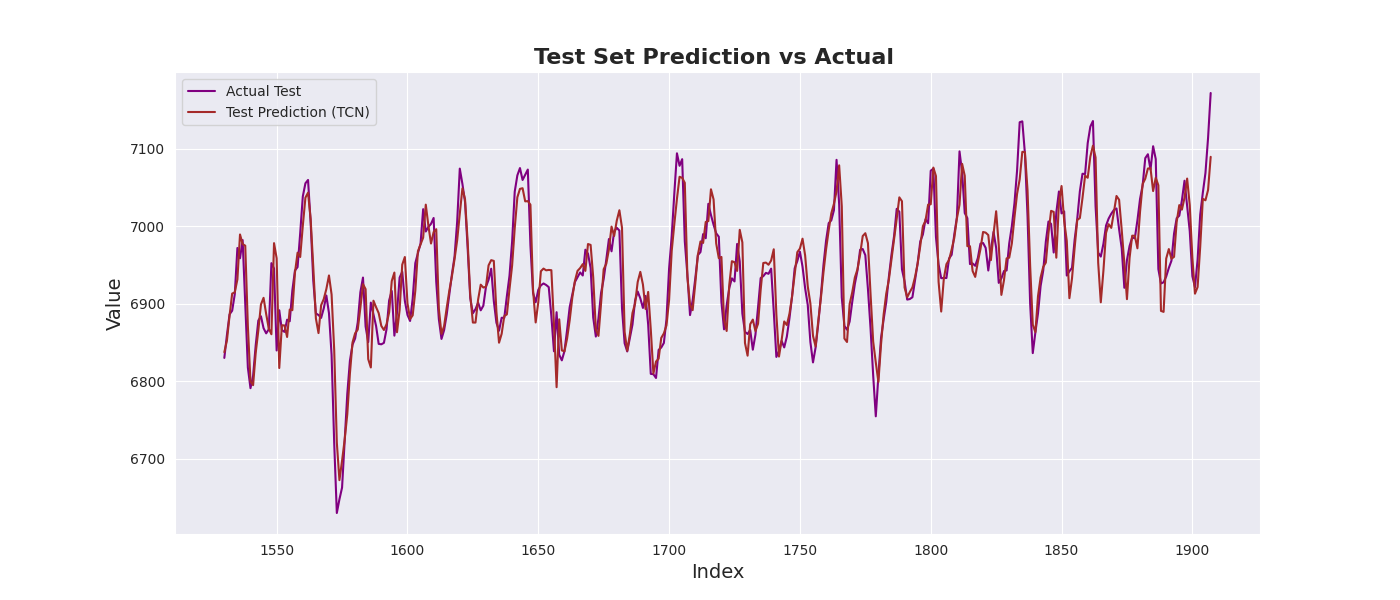 Test Set Prediction vs Actual
Actual Test
Test Prediction (TCN)
Value
7100
7000
6900
6800
6700
1550 1600 1650 1700 1750 1800 1850 1900
Index